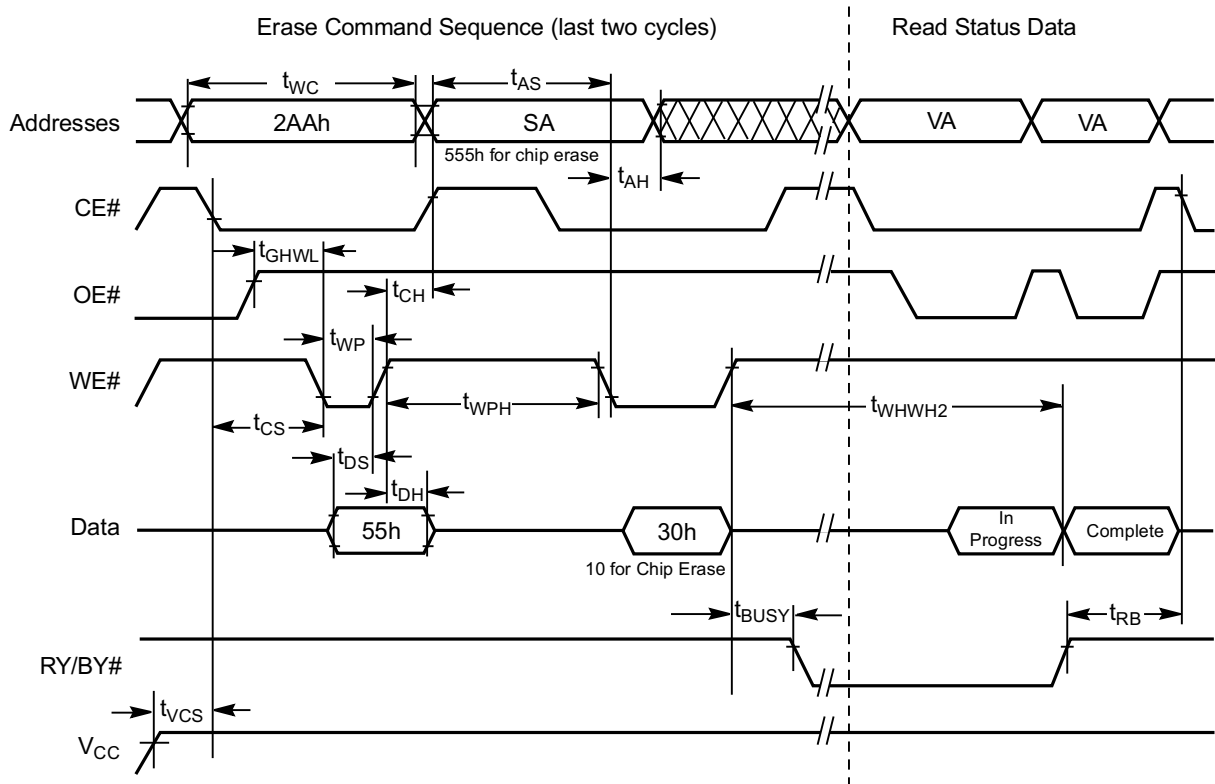 Erase Command Sequence (last two cycles)
Read Status Data
tWC
tAS
Addresses
2AAh
SA
VA
VA
555h for chip erase
tAH
CE#
tGHWL
OE#
tCH
tWP
WE#
tWPH
tWHWH2
tCS
tDS
tDH
Data
55h
30h
In
Progress
Complete
10 for Chip Erase
tBUSY
tRB
RY/BY#
tVCS
VCC